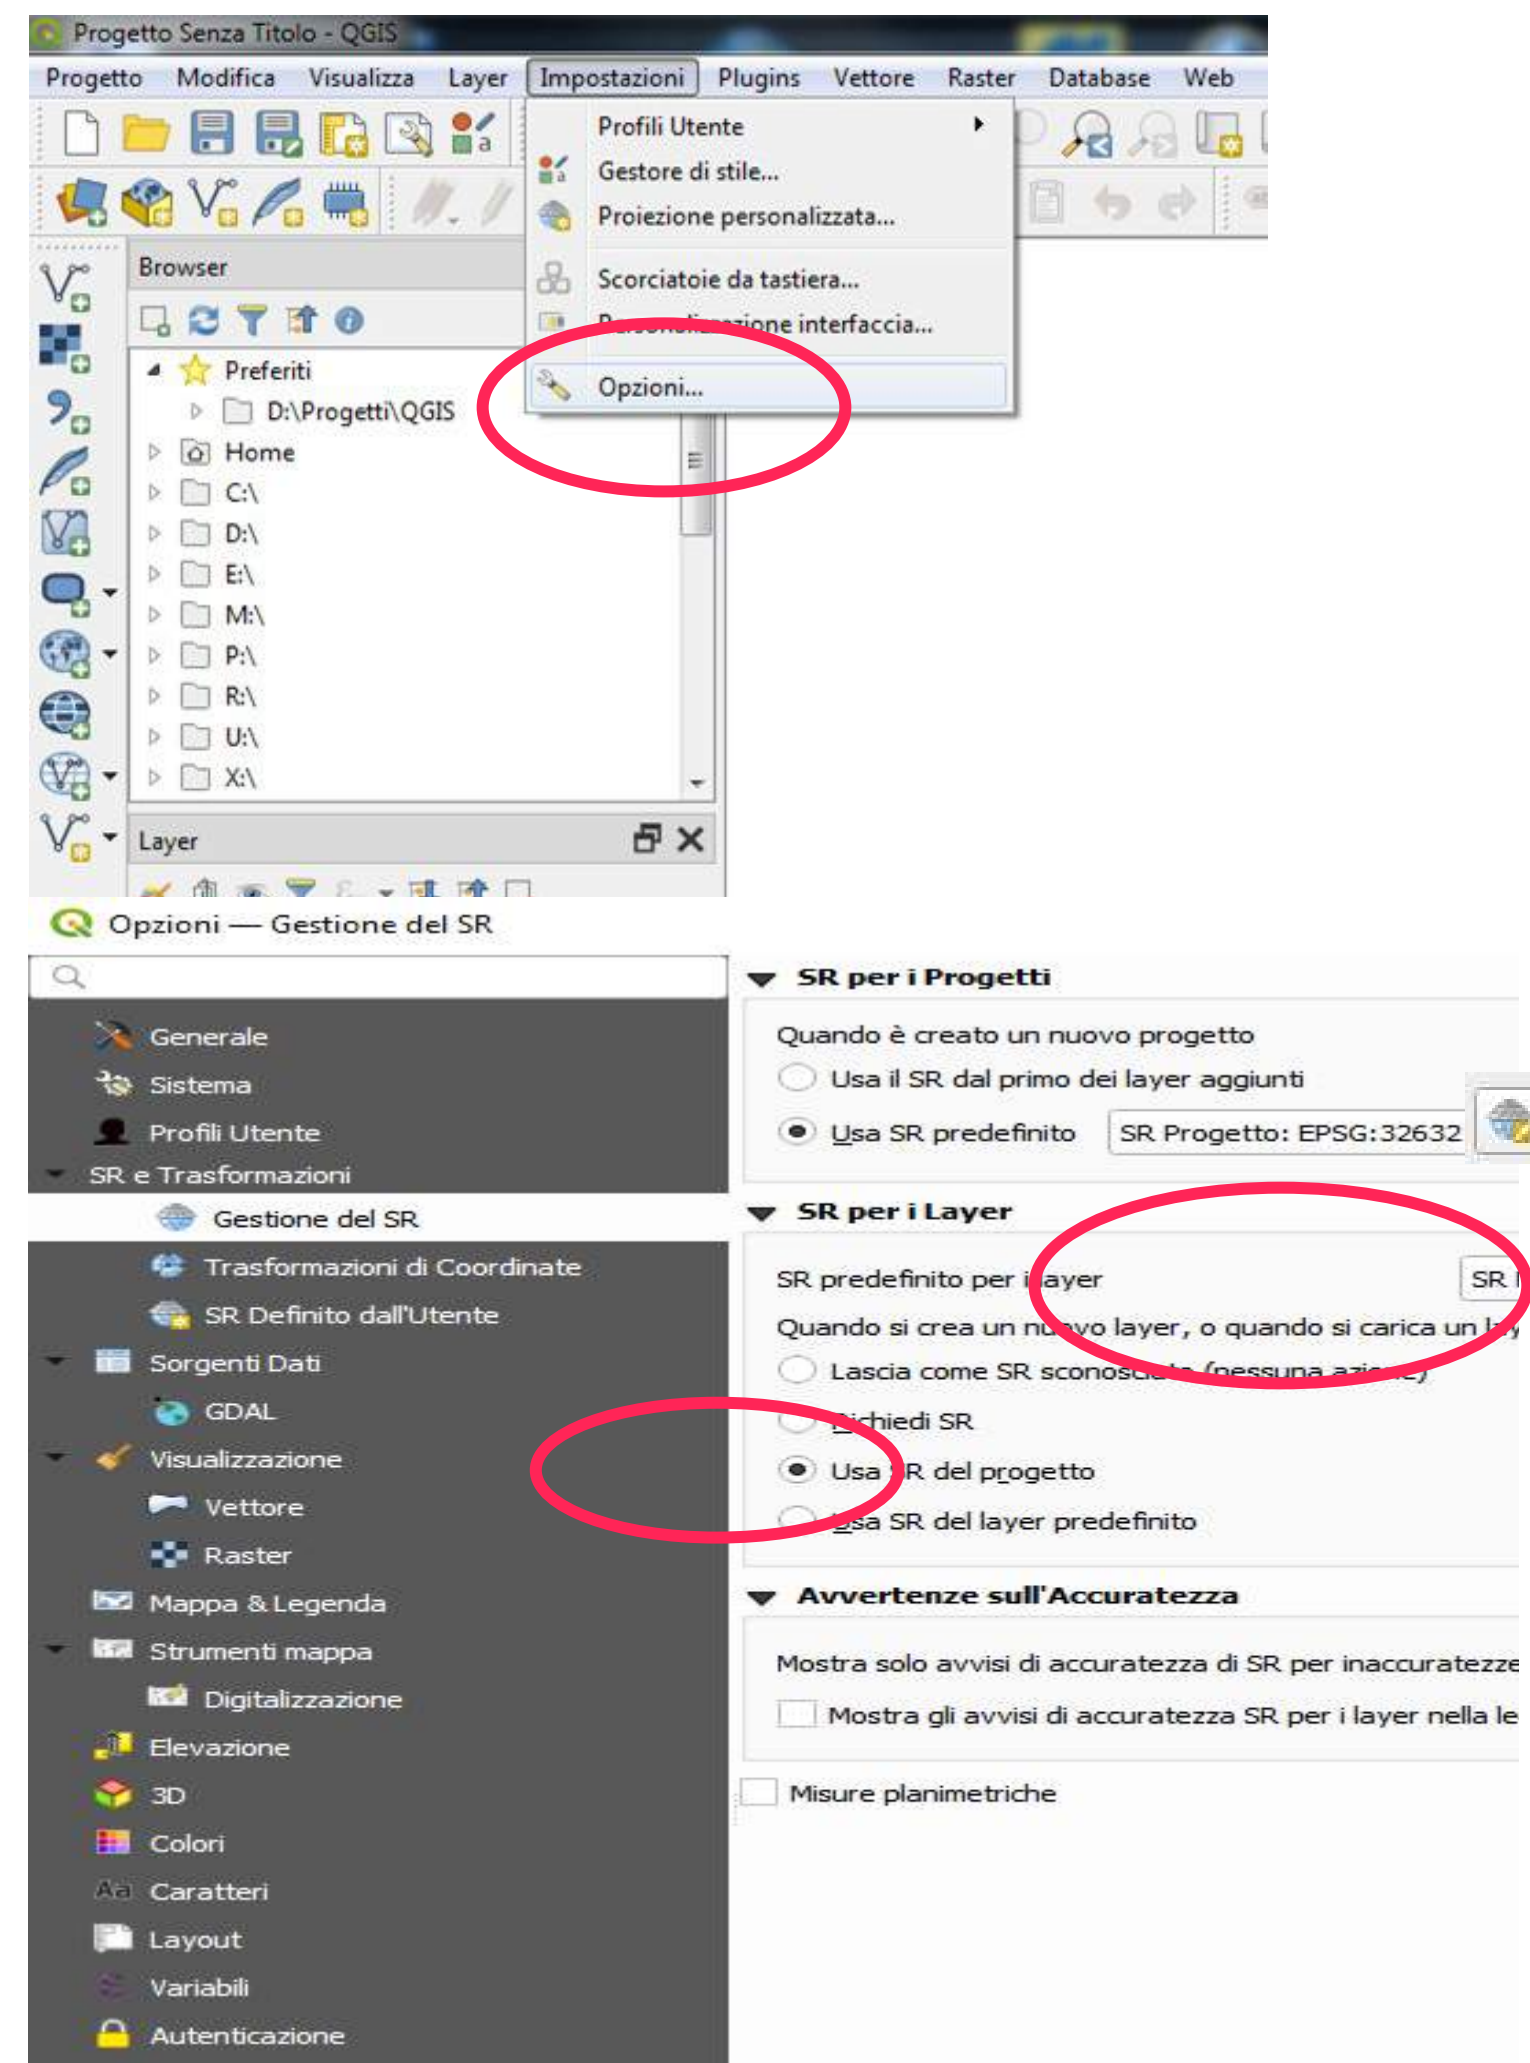 Progetto Senza Titolo - QGIS
Progetto Modifica Visualizza Layer Impostazioni Plugins Vettore Raster Database Web
Profili Utente
Gestore di stile...
Proiezione personalizzata...
Scorciatoie da tastiera...
Personalizzazione interfaccia...
Opzioni...
Browser
Preferiti
D:\Progetti\QGIS
Home
C:\
D:\
E:\
M:\
P:\
R:\
U:\
X:\
Layer
Opzioni — Gestione del SR
Generale
Sistema
Profili Utente
SR e Trasformazioni
Gestione del SR
Trasformazioni di Coordinate
SR Definito dall'Utente
Sorgenti Dati
GDAL
Visualizzazione
Vettore
Raster
Mappa & Legenda
Strumenti mappa
Digitalizzazione
Elevazione
3D
Colori
Caratteri
Layout
Variabili
Autenticazione
SR per i Progetti
Quando è creato un nuovo progetto
Usa il SR dal primo dei layer aggiunti
Usa SR predefinito SR Progetto: EPSG:32632
SR per i Layer
SR predefinito per i layer SR
Quando si crea un nuovo layer, o quando si carica un
Lascia come SR sconosciuto (nessuna azione)
Richiedi SR
Usa SR del progetto
Usa SR del layer predefinito
Avvertenze sull'Accuratezza
Mostra solo avvisi di accuratezza di SR per inaccuratezze
Mostra gli avvisi di accuratezza SR per i layer nella le
Misure planimetriche